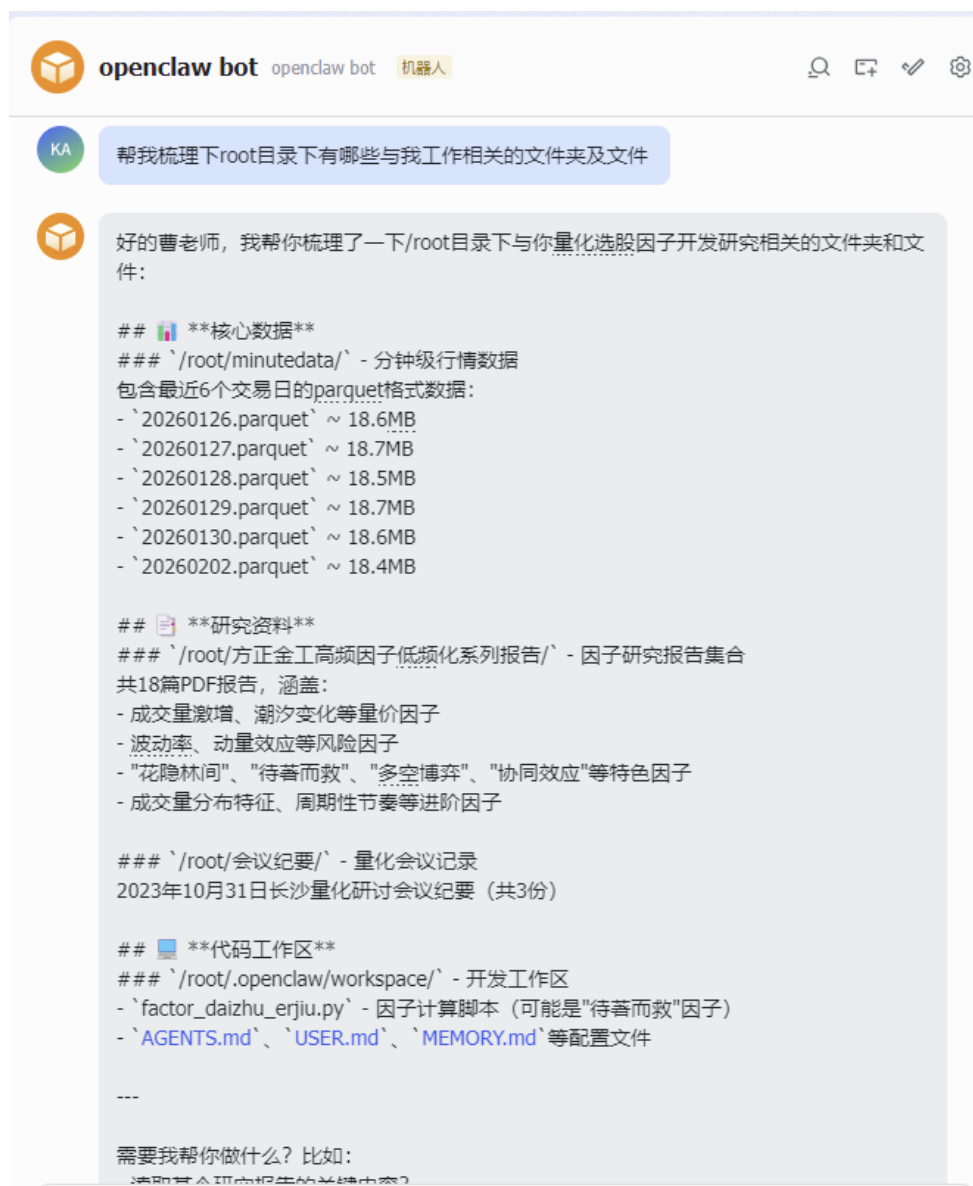 openclaw bot openclaw bot 机器人
KA
帮我梳理下root目录下有哪些与我工作相关的文件夹及文件
好的曹老师，我帮你梳理了一下/root目录下与你量化选股因子开发研究相关的文件夹和文
件：
## 📊 **核心数据**
### `/root/minutedata/` - 分钟级行情数据
包含最近6个交易日的parquet格式数据：
- `20260126.parquet` ~ 18.6MB
- `20260127.parquet` ~ 18.7MB
- `20260128.parquet` ~ 18.5MB
- `20260129.parquet` ~ 18.7MB
- `20260130.parquet` ~ 18.6MB
- `20260202.parquet` ~ 18.4MB
## 📑 **研究资料**
### `/root/方正金工高频因子低频化系列报告/` - 因子研究报告集合
共18篇PDF报告，涵盖：
- 成交量激增、潮汐变化等量价因子
- 波动率、动量效应等风险因子
- "花隐林间"、"待著而救"、"多空博弈"、"协同效应"等特色因子
- 成交量分布特征、周期性节奏等进阶因子
### `/root/会议纪要/` - 量化会议记录
2023年10月31日长沙量化研讨会议纪要（共3份）
## 💻 **代码工作区**
### `/root/.openclaw/workspace/` - 开发工作区
- `factor_daizhu_erjiu.py` - 因子计算脚本（可能是"待著而救"因子）
- `AGENTS.md`、`USER.md`、`MEMORY.md`等配置文件
---
需要我帮你做什么？比如：
- 读取某个研究报告的关键内容？